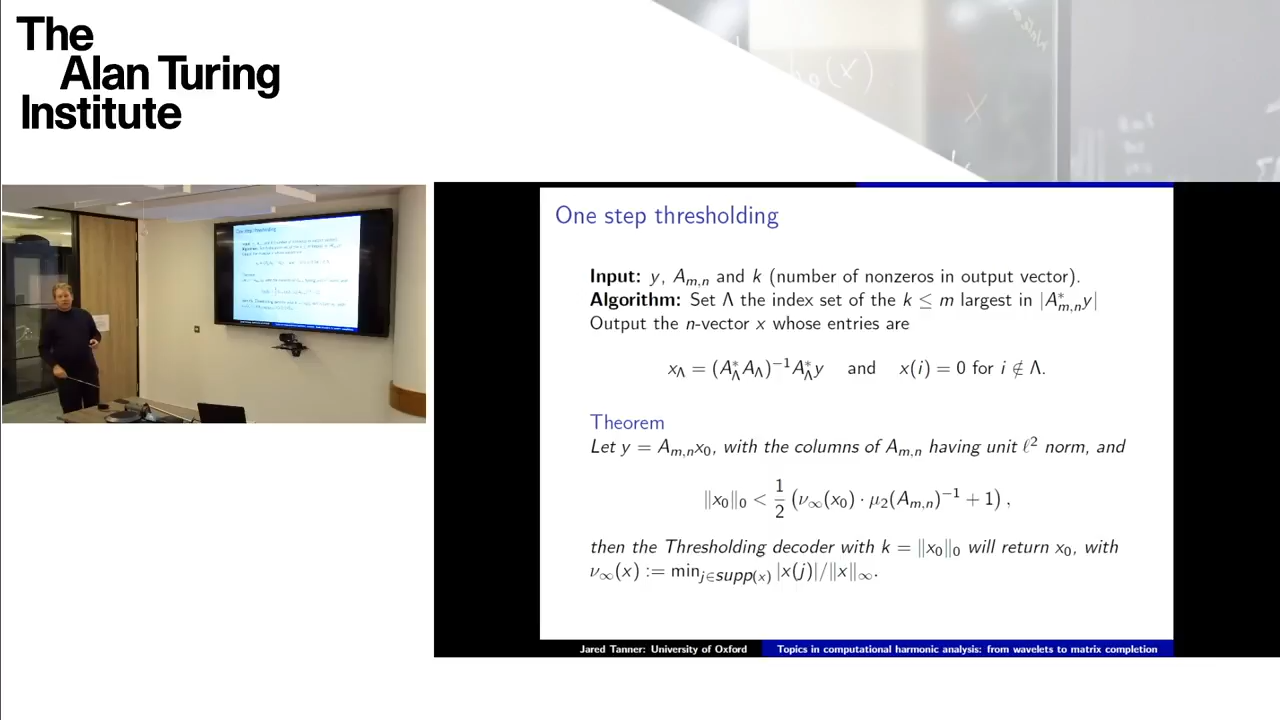 The
Alan Turing
Institute
One step thresholding
Input: y, A_{m,n} and k (number of nonzeros in output vector).
Algorithm: Set Λ the index set of the k ≤ m largest in |A^*_{m,n}y|
Output the n-vector x whose entries are
x_Λ = (A^*_Λ A_Λ)^{−1} A^*_Λ y and x(i) = 0 for i ∉ Λ.
Theorem
Let y = A_{m,n}x_0, with the columns of A_{m,n} having unit ℓ^2 norm, and
‖x_0‖_0 < \frac{1}{2} (ν_∞(x_0) · μ_2(A_{m,n})^{−1} + 1),
then the Thresholding decoder with k = ‖x_0‖_0 will return x_0, with
ν_∞(x) := min_{j∈supp(x)} |x(j)|/‖x‖_∞.
Jared Tanner: University of Oxford
Topics in computational harmonic analysis: from wavelets to matrix completion